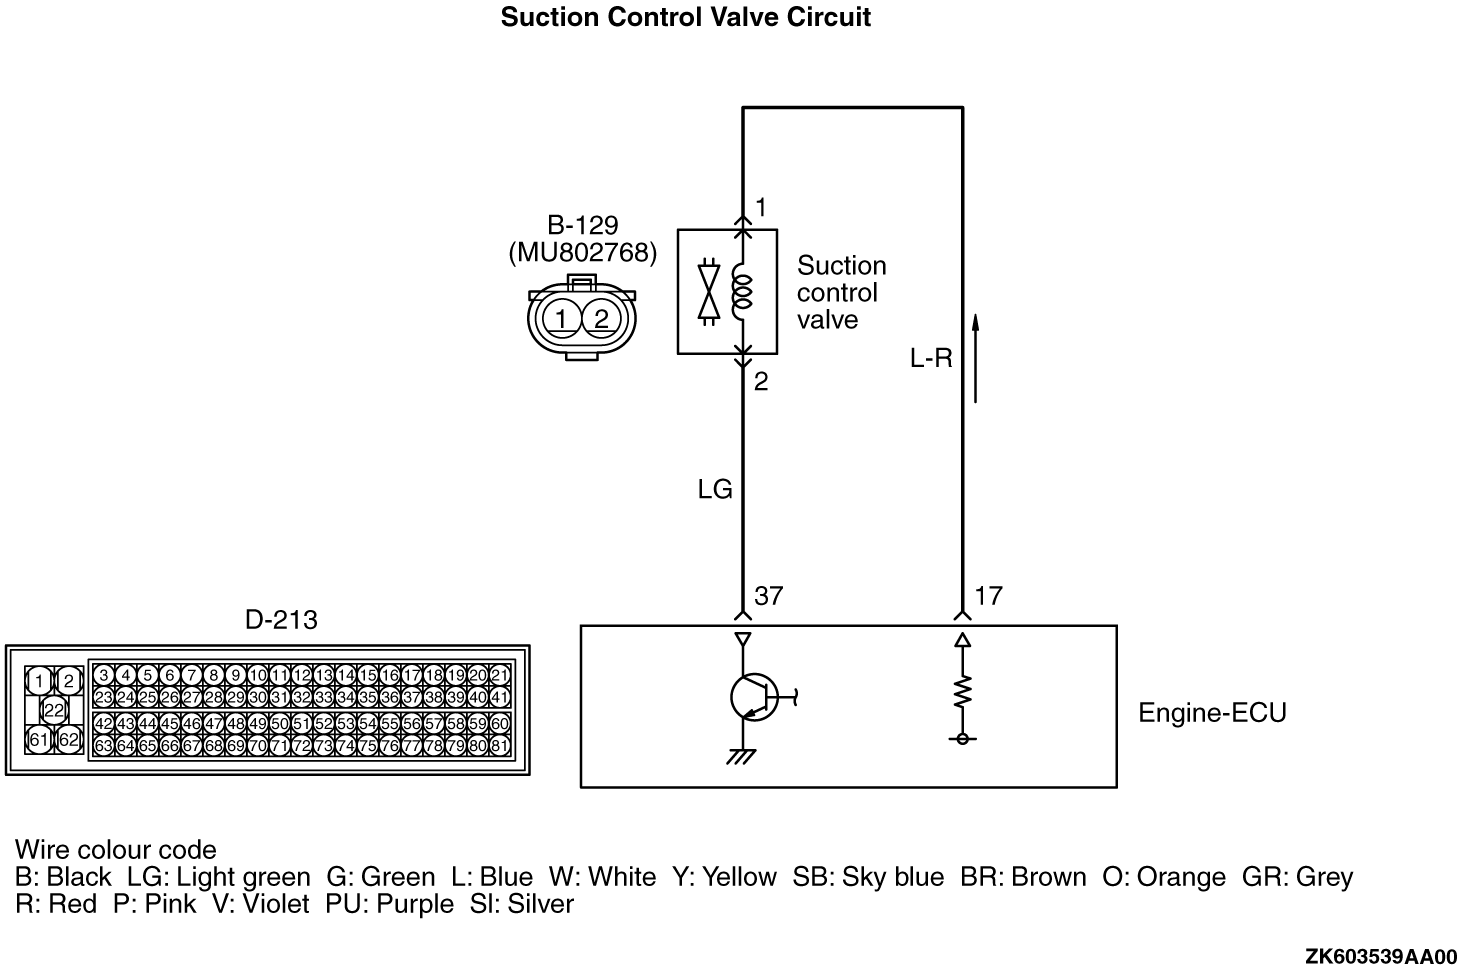 Suction Control Valve Circuit
1
B-129
(MU802768)
1 2
Suction
control
valve
2
L-R
LG
37
17
D-213
1 2
22
61 62
3 4 5 6 7 8 9 10 11 12 13 14 15 16 17 18 19 20 21
23 24 25 26 27 28 29 30 31 32 33 34 35 36 37 38 39 40 41
42 43 44 45 46 47 48 49 50 51 52 53 54 55 56 57 58 59 60
63 64 65 66 67 68 69 70 71 72 73 74 75 76 77 78 79 80 81
Engine-ECU
Wire colour code
B: Black LG: Light green G: Green L: Blue W: White Y: Yellow SB: Sky blue BR: Brown O: Orange GR: Grey
R: Red P: Pink V: Violet PU: Purple SI: Silver
ZK603539AA00